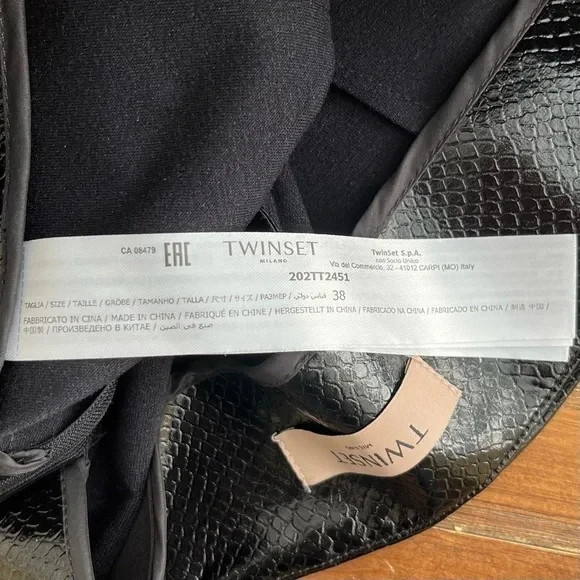 CA 08479 EAC TWINSET MILANO TwinSet S.p.A.
con Socio Unico
Via del Commercio, 32 - 41012 CARPI (MO) Italy
202TT2451
TAGLIA / SIZE / TAILLE / GRÖßE / TAMANHO / TALLA / 尺寸 / サイズ / РАЗМЕР / قياس دولي 38
FABBRICATO IN CINA / MADE IN CHINA / FABRIQUÉ EN CHINE / HERGESTELLT IN CHINA / FABRICADO NA CHINA / FABRICADO EN CHINA / 制造 中国 /
中国製 / ПРОИЗВЕДЕНО В КИТАЕ / صنع في الصين
TWINSET
MILANO